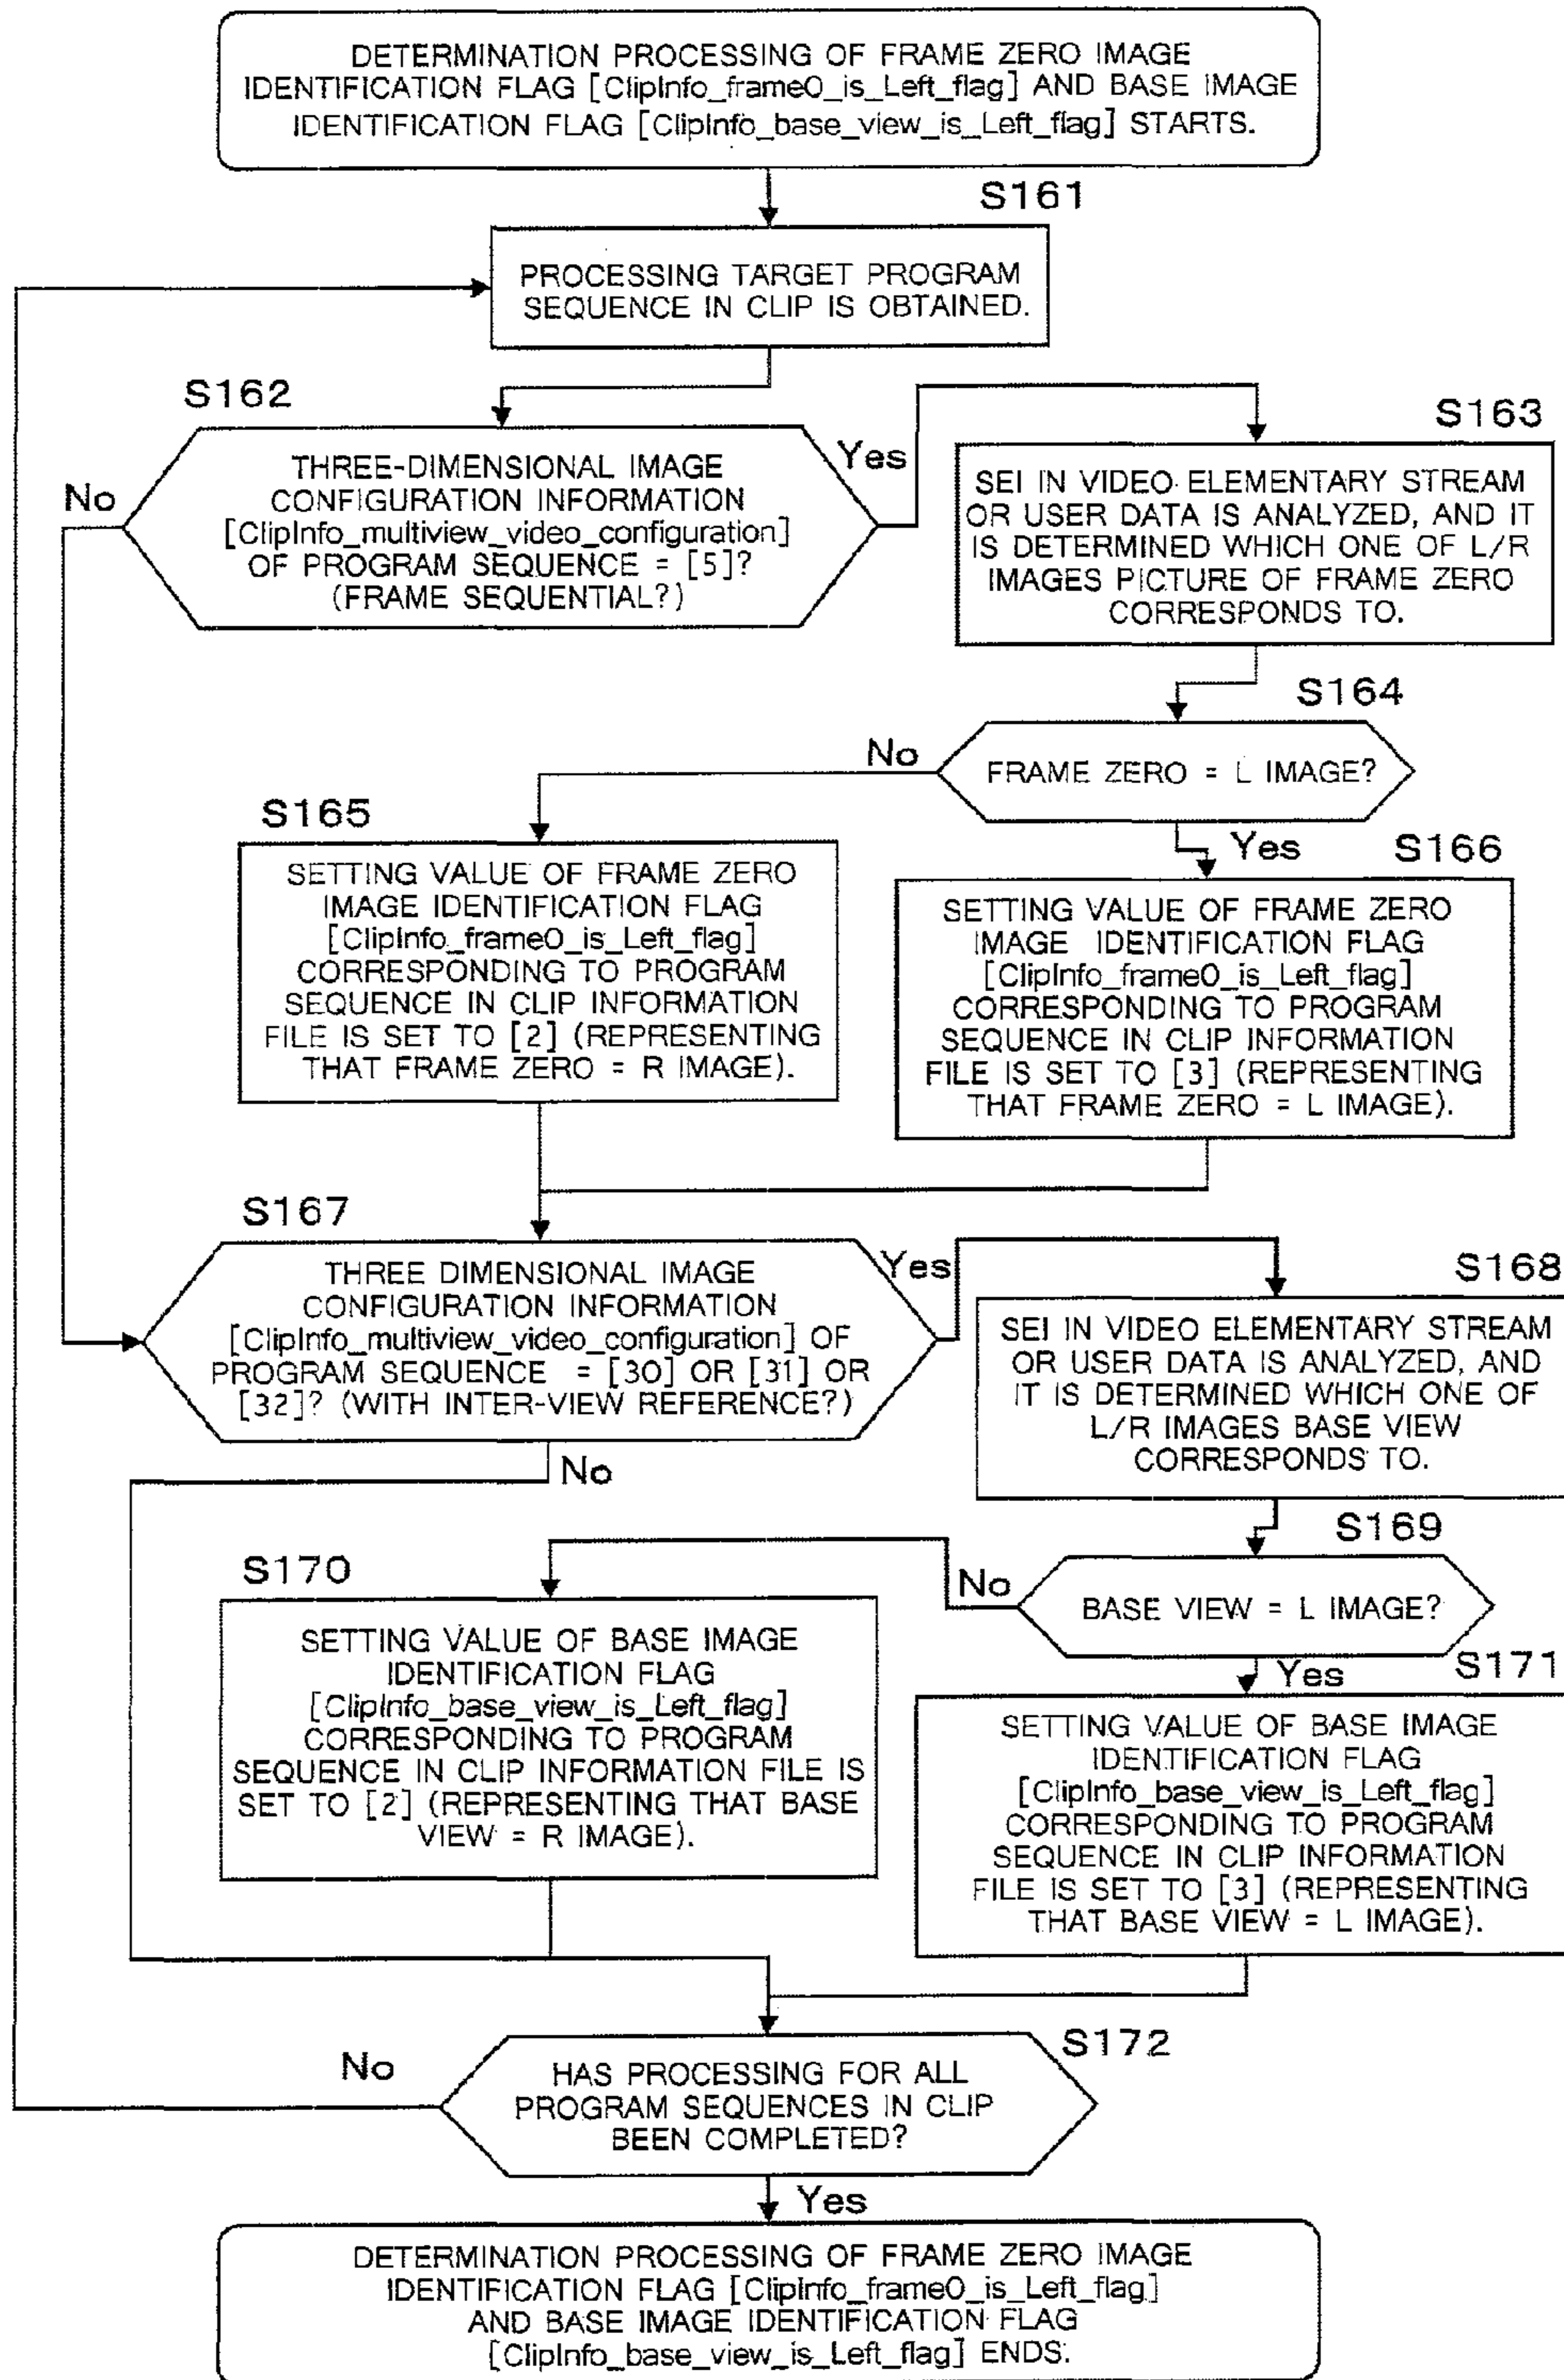 DETERMINATION PROCESSING OF FRAME ZERO IMAGE
IDENTIFICATION FLAG [ClipInfo_frame0_is_Left_flag] AND BASE IMAGE
IDENTIFICATION FLAG [ClipInfo_base_view_is_Left_flag] STARTS.
S161
PROCESSING TARGET PROGRAM
SEQUENCE IN CLIP IS OBTAINED.
S162
THREE-DIMENSIONAL IMAGE
CONFIGURATION INFORMATION
[ClipInfo_multiview_video_configuration]
OF PROGRAM SEQUENCE = [5]?
(FRAME SEQUENTIAL?)
Yes
No
S163
SEI IN VIDEO ELEMENTARY STREAM
OR USER DATA IS ANALYZED, AND IT
IS DETERMINED WHICH ONE OF L/R
IMAGES PICTURE OF FRAME ZERO
CORRESPONDS TO.
S164
FRAME ZERO = L IMAGE?
No
Yes
S165
SETTING VALUE OF FRAME ZERO
IMAGE IDENTIFICATION FLAG
[ClipInfo_frame0_is_Left_flag]
CORRESPONDING TO PROGRAM
SEQUENCE IN CLIP INFORMATION
FILE IS SET TO [2] (REPRESENTING
THAT FRAME ZERO = R IMAGE).
S166
SETTING VALUE OF FRAME ZERO
IMAGE IDENTIFICATION FLAG
[ClipInfo_frame0_is_Left_flag]
CORRESPONDING TO PROGRAM
SEQUENCE IN CLIP INFORMATION
FILE IS SET TO [3] (REPRESENTING
THAT FRAME ZERO = L IMAGE).
S167
THREE DIMENSIONAL IMAGE
CONFIGURATION INFORMATION
[ClipInfo_multiview_video_configuration] OF
PROGRAM SEQUENCE = [30] OR [31] OR
[32]? (WITH INTER-VIEW REFERENCE?)
Yes
No
S168
SEI IN VIDEO ELEMENTARY STREAM
OR USER DATA IS ANALYZED, AND
IT IS DETERMINED WHICH ONE OF
L/R IMAGES BASE VIEW
CORRESPONDS TO.
S169
BASE VIEW = L IMAGE?
No
Yes
S170
SETTING VALUE OF BASE IMAGE
IDENTIFICATION FLAG
[ClipInfo_base_view_is_Left_flag]
CORRESPONDING TO PROGRAM
SEQUENCE IN CLIP INFORMATION FILE IS
SET TO [2] (REPRESENTING THAT BASE
VIEW = R IMAGE).
S171
SETTING VALUE OF BASE IMAGE
IDENTIFICATION FLAG
[ClipInfo_base_view_is_Left_flag]
CORRESPONDING TO PROGRAM
SEQUENCE IN CLIP INFORMATION
FILE IS SET TO [3] (REPRESENTING
THAT BASE VIEW = L IMAGE).
S172
HAS PROCESSING FOR ALL
PROGRAM SEQUENCES IN CLIP
BEEN COMPLETED?
No
Yes
DETERMINATION PROCESSING OF FRAME ZERO IMAGE
IDENTIFICATION FLAG [ClipInfo_frame0_is_Left_flag]
AND BASE IMAGE IDENTIFICATION FLAG
[ClipInfo_base_view_is_Left_flag] ENDS.